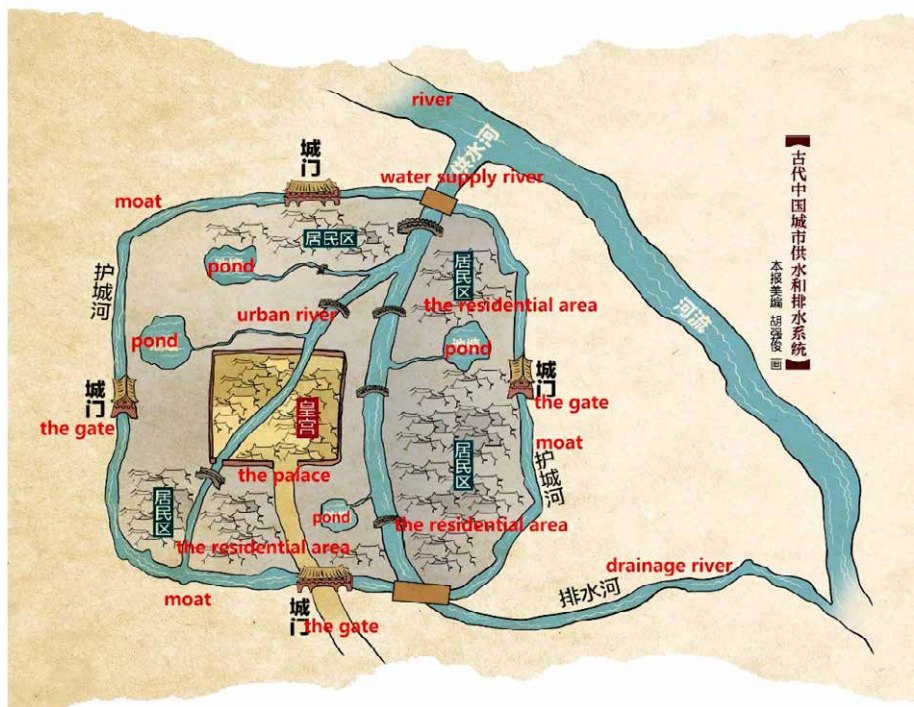 river
供水河
城门
water supply river
moat
居民区
pond
居民区
the residential area
护城河
urban river
河流
【古代中国城市供水和排水系统】
本报美编 胡强俊 画
pond
pond
城门
the gate
城门
the gate
皇宫
moat
护城河
the palace
居民区
居民区
pond
the residential area
the residential area
drainage river
排水河
moat
城门
the gate